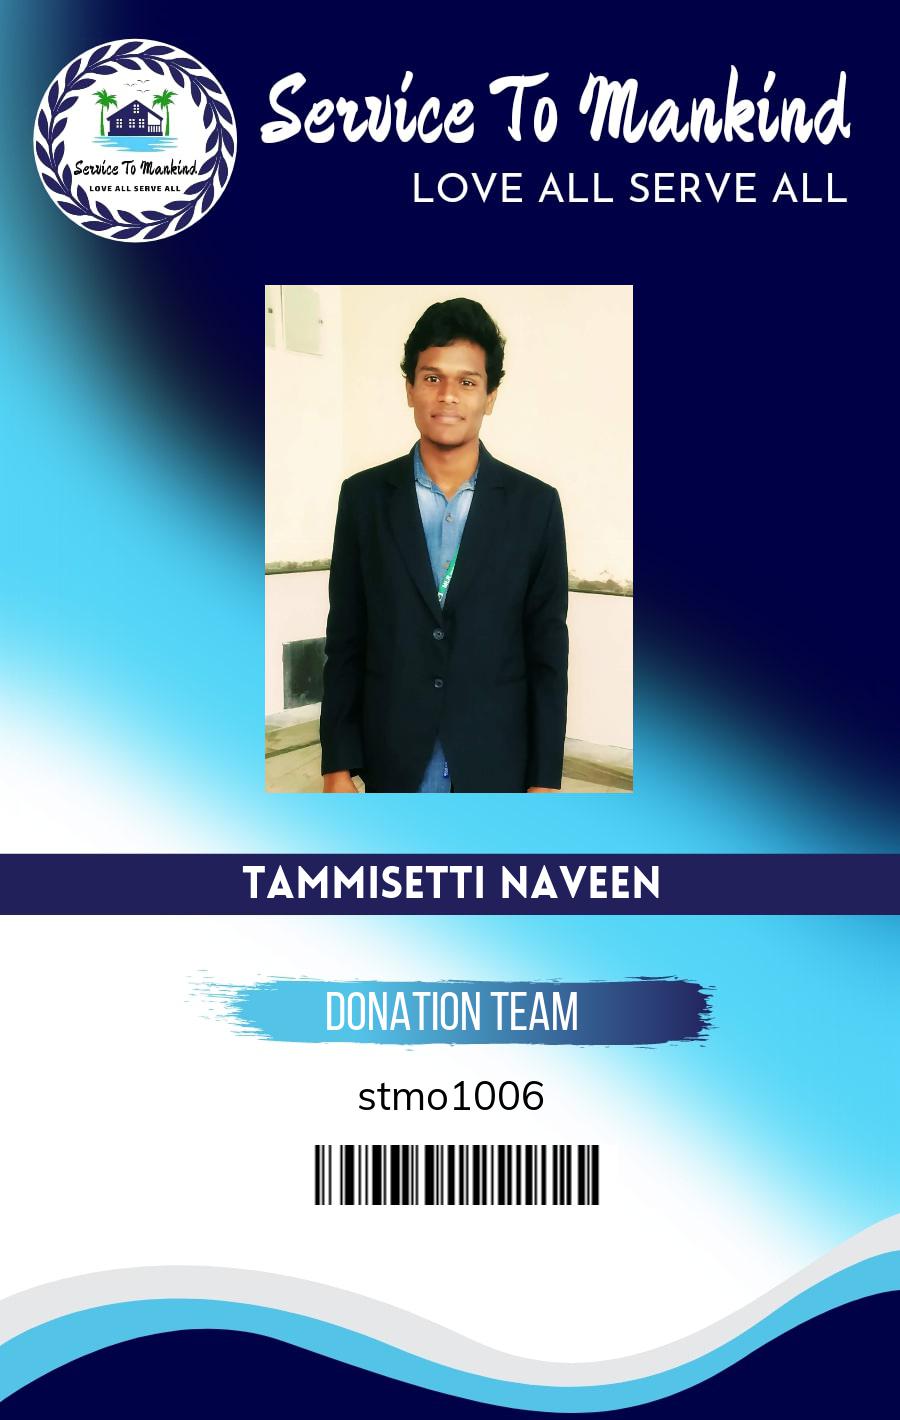 Service To Mankind
LOVE ALL SERVE ALL
Service To Mankind
LOVE ALL SERVE ALL
TAMMISETTI NAVEEN
DONATION TEAM
stmo1006